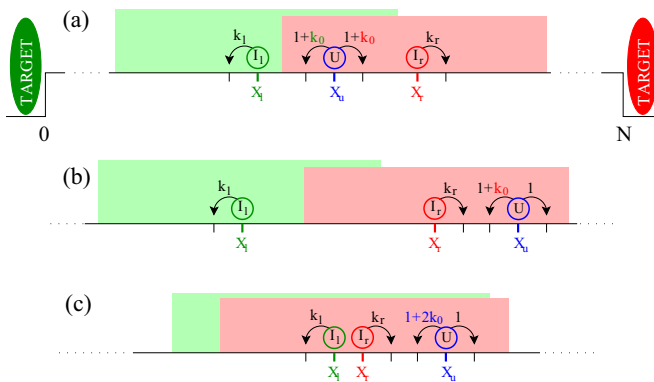 (a)
TARGET
k_l I_l 1+k_0 U 1+k_0 I_r k_r
TARGET
0 X_l X_u X_r N
(b)
k_l I_l k_r I_r 1+k_0 U 1
X_l X_r X_u
(c)
k_l I_l I_r k_r 1+2k_0 U 1
X_l X_r X_u